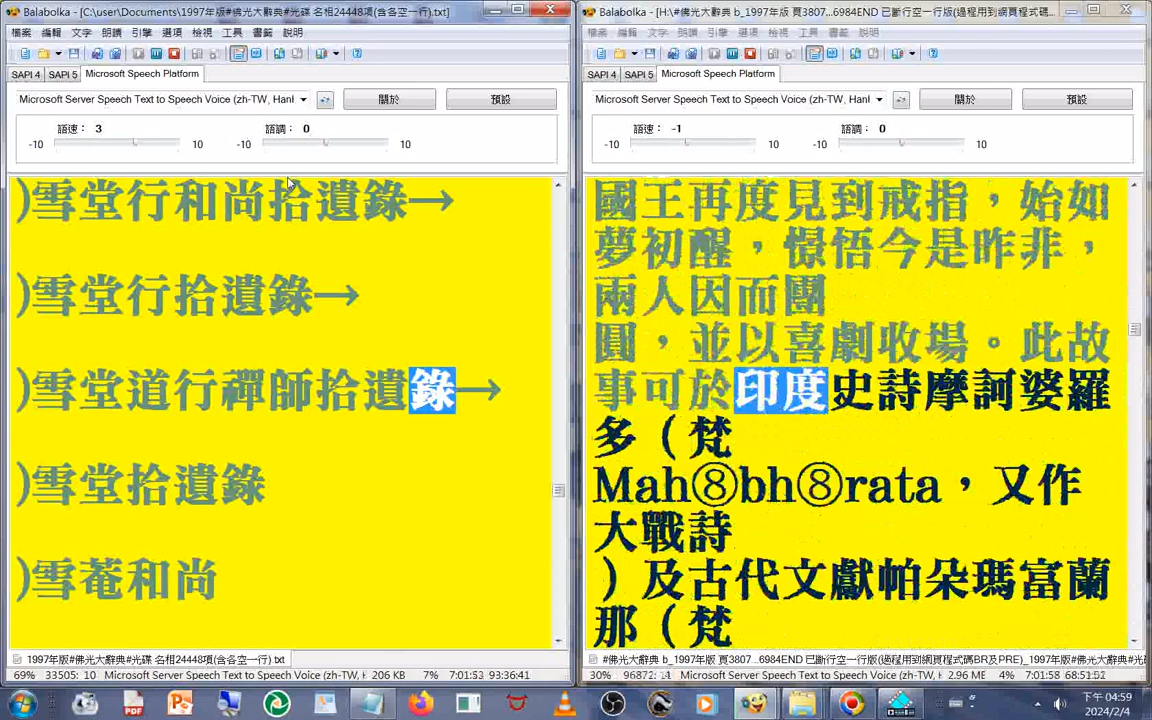 Balabolka - [C:\user\Documents\1997年版#佛光大辭典#光碟 名相24448項(含各空一行).txt]
檔案 編輯 文字 朗讀 引擎 選項 檢視 工具 書籤 說明
SAPI 4 SAPI 5 Microsoft Speech Platform
Microsoft Server Speech Text to Speech Voice (zh-TW, HanH
關於 預設
語速： 3 語調： 0
-10 10 -10 10
)雪堂行和尚拾遺錄→
)雪堂行拾遺錄→
)雪堂道行禪師拾遺錄→
)雪堂拾遺錄
)雪菴和尚
1997年版#佛光大辭典#光碟 名相24448項(含各空一行).txt
69% 33505: 10 Microsoft Server Speech Text to Speech Voice (zh-TW, H 206 KB 7% 7:01:53 93:36:41
Balabolka - [H:\#佛光大辭典 b_1997年版 頁3807...6984END 已斷行空一行版(過程用到網頁程式碼
檔案 編輯 文字 朗讀 引擎 選項 檢視 工具 書籤 說明
SAPI 4 SAPI 5 Microsoft Speech Platform
Microsoft Server Speech Text to Speech Voice (zh-TW, HanH
關於 預設
語速： -1 語調： 0
-10 10 -10 10
國王再度見到戒指，始如
夢初醒，憬悟今是昨非，
兩人因而團
圓，並以喜劇收場。此故
事可於印度史詩摩訶婆羅
多（梵
Mah⑧bh⑧rata，又作
大戰詩
）及古代文獻帕朵瑪富蘭
那（梵
#佛光大辭典 b_1997年版 頁3807...6984END 已斷行空一行版(過程用到網頁程式碼BR及PRE)_1997年版#光
30% 96872: 14 Microsoft Server Speech Text to Speech Voice (zh-TW, H 2.96 ME 4% 7:01:58 68:51:52
下午 04:59
2024/2/4